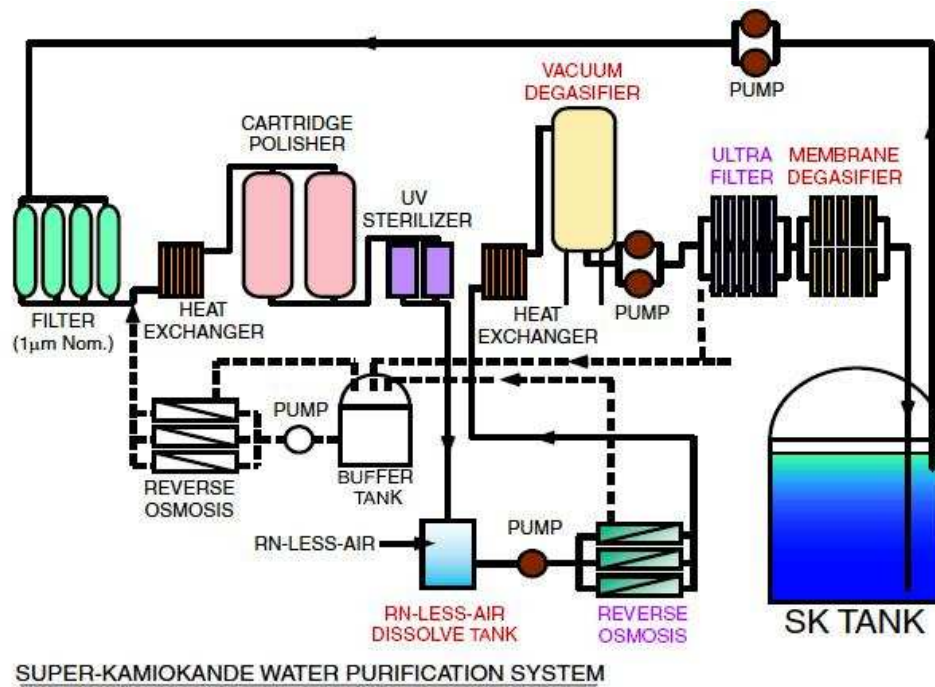 PUMP
VACUUM
DEGASIFIER
CARTRIDGE
POLISHER
ULTRA
FILTER
MEMBRANE
DEGASIFIER
UV
STERILIZER
FILTER
(1μm Nom.)
HEAT
EXCHANGER
HEAT
EXCHANGER
PUMP
PUMP
REVERSE
OSMOSIS
BUFFER
TANK
RN-LESS-AIR
PUMP
RN-LESS-AIR
DISSOLVE TANK
REVERSE
OSMOSIS
SK TANK
SUPER-KAMIOKANDE WATER PURIFICATION SYSTEM